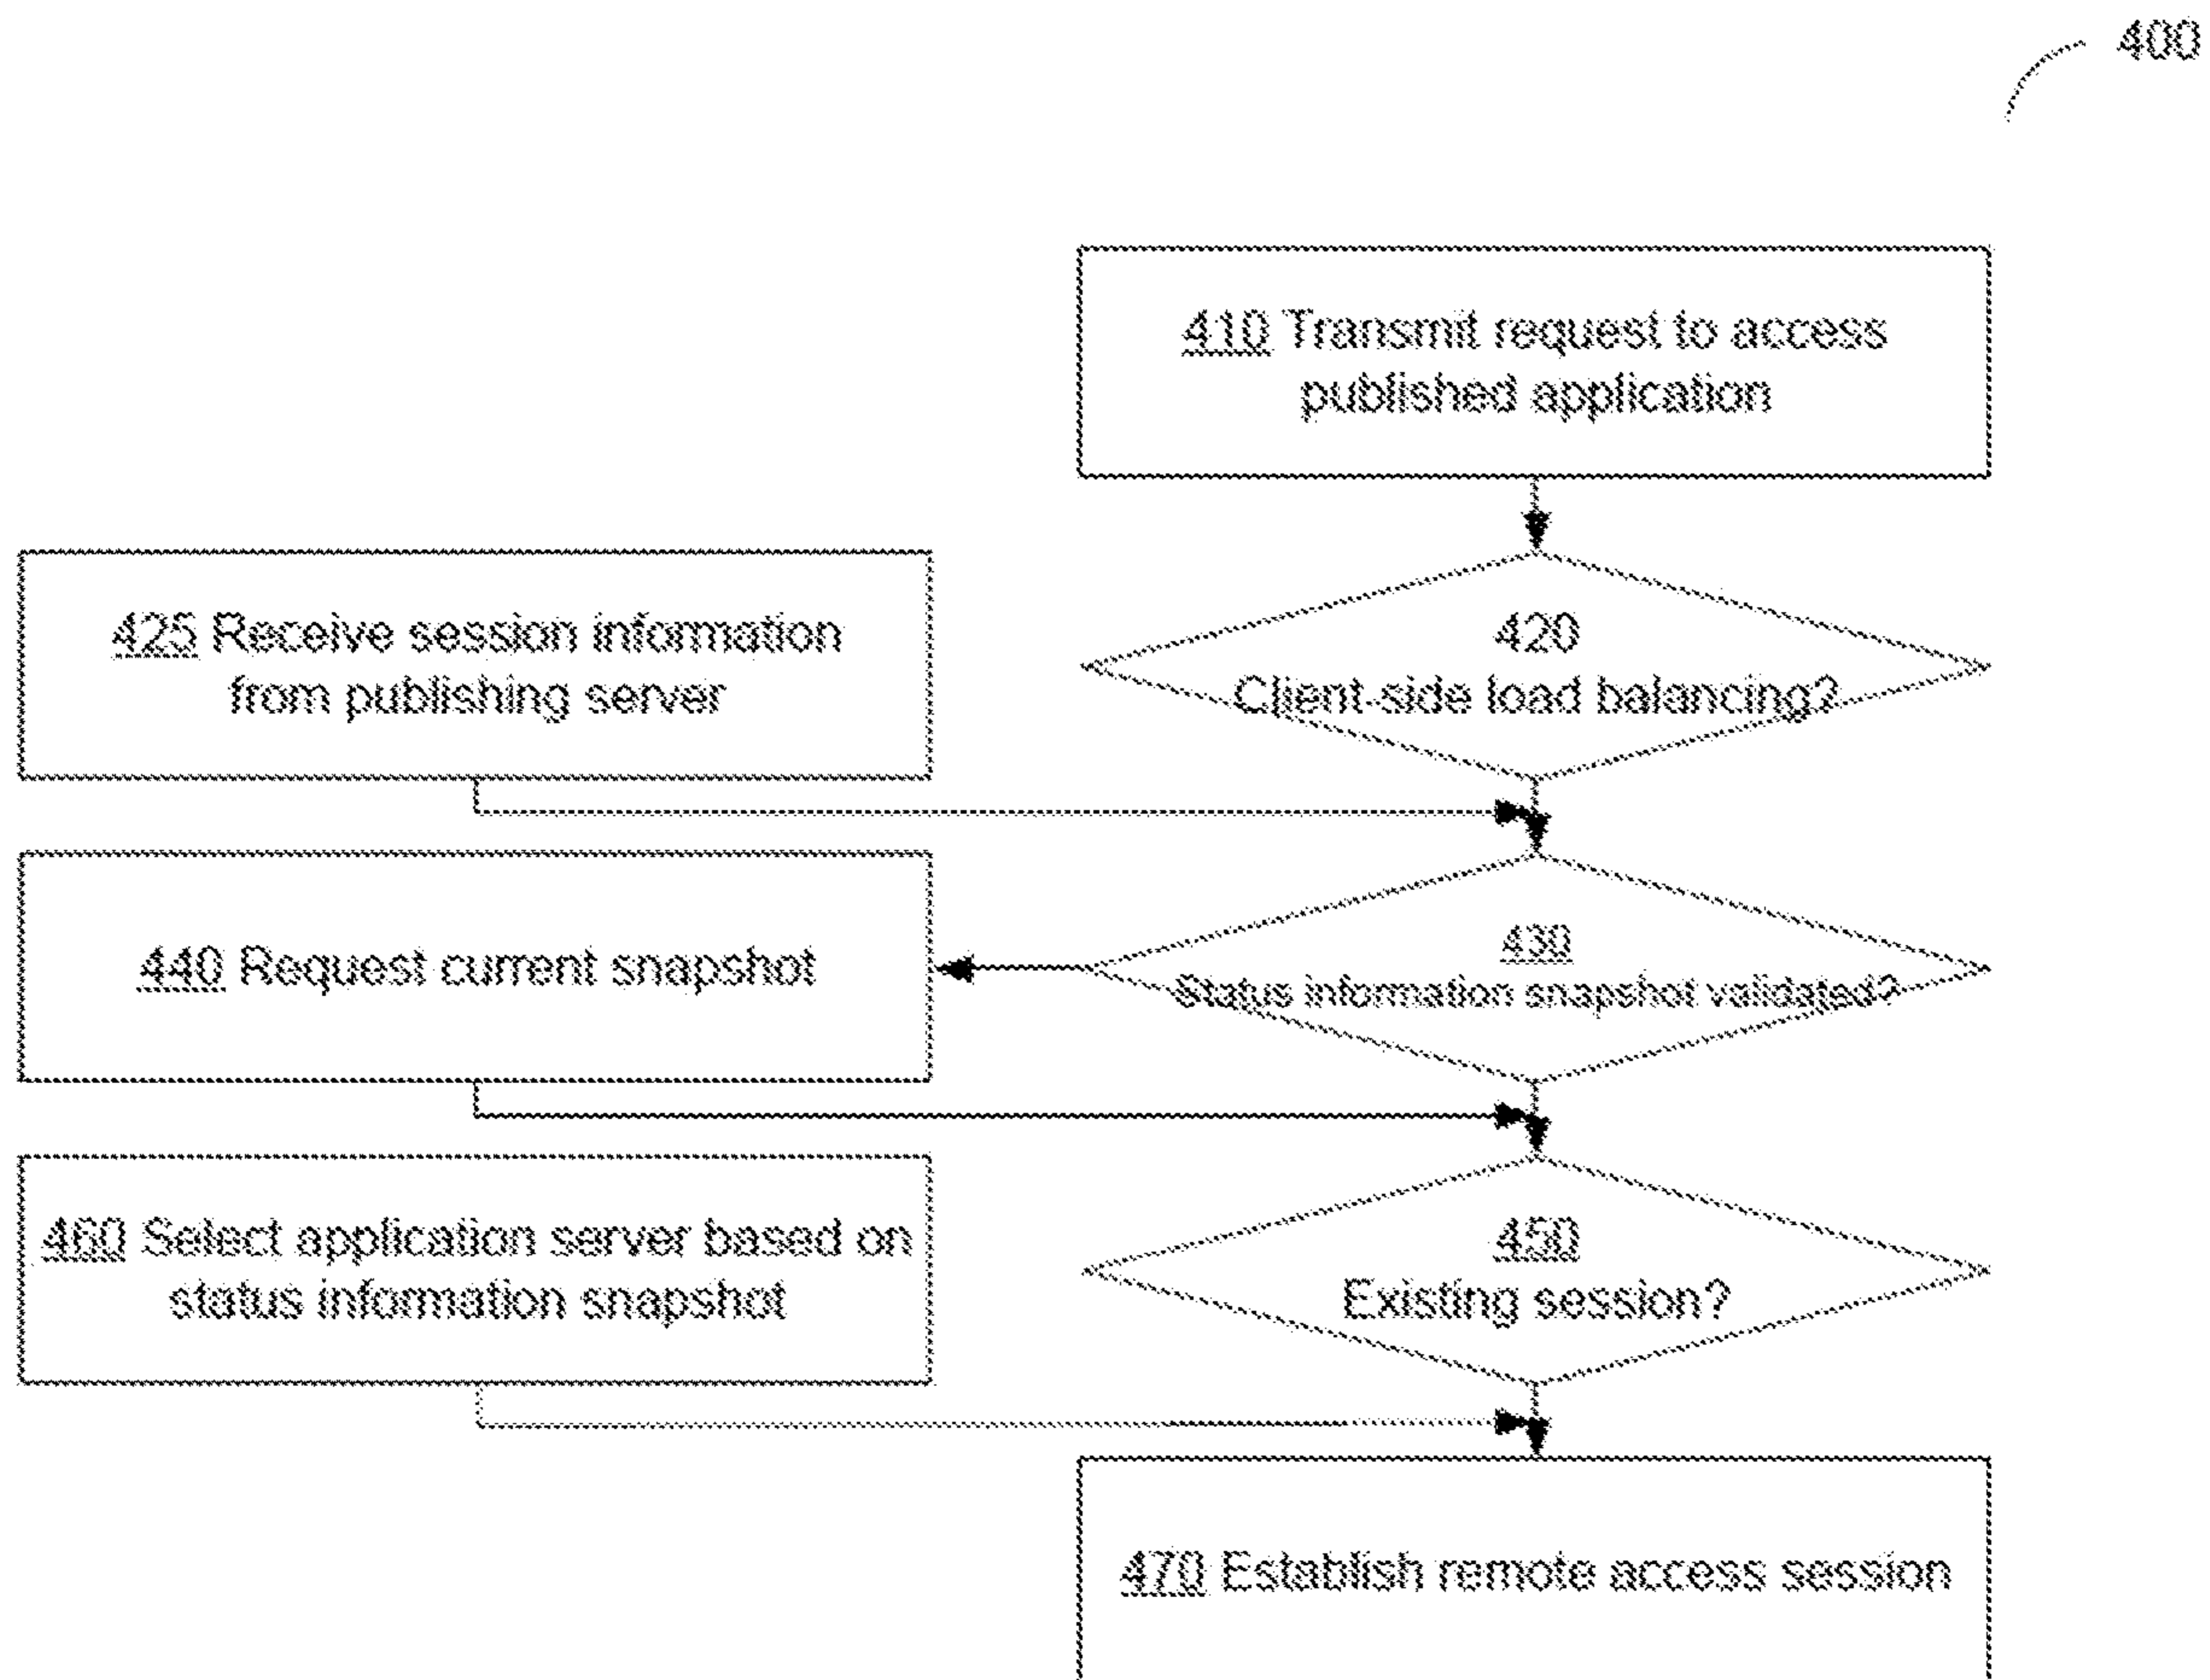 400
410 Transmit request to access
published application
425 Receive session information
from publishing server
420
Client-side load balancing?
440 Request current snapshot
430
Status information snapshot validated?
460 Select application server based on
status information snapshot
450
Existing session?
470 Establish remote access session